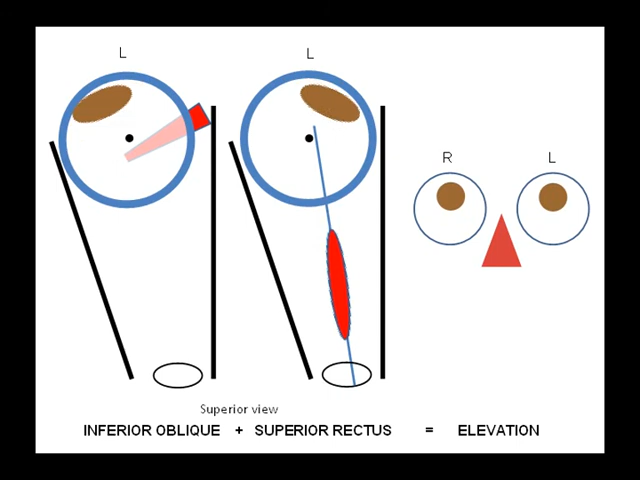 L
L
R
L
Superior view
INFERIOR OBLIQUE + SUPERIOR RECTUS = ELEVATION